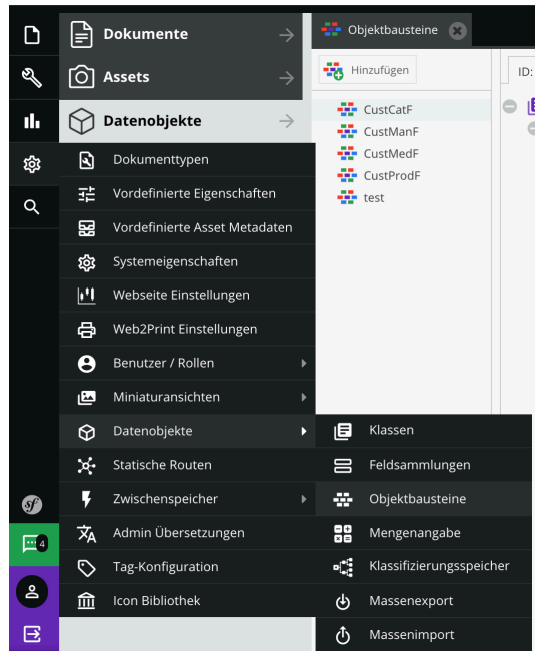 Dokumente
Assets
Datenobjekte
Objektbausteine
Hinzufügen
ID:
CustCatF
CustManF
CustMedF
CustProdF
test
Dokumenttypen
Vordefinierte Eigenschaften
Vordefinierte Asset Metadaten
Systemeigenschaften
Webseite Einstellungen
Web2Print Einstellungen
Benutzer / Rollen
Miniaturansichten
Datenobjekte
Statische Routen
Zwischenspeicher
Admin Übersetzungen
Tag-Konfiguration
Icon Bibliothek
Klassen
Feldsammlungen
Objektbausteine
Mengenangabe
Klassifizierungsspeicher
Massenexport
Massenimport
sf
4